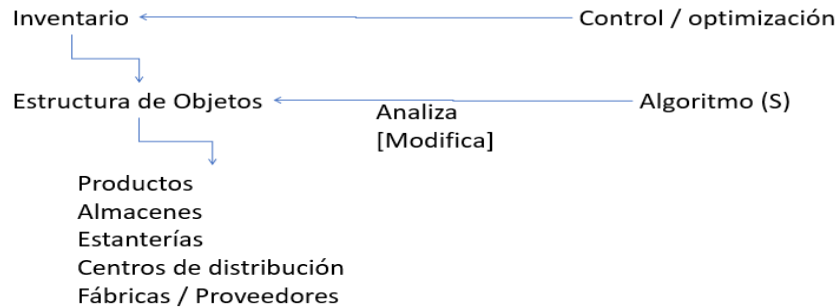 Inventario
Control / optimización
Estructura de Objetos
Analiza
[Modifica]
Algoritmo (S)
Productos
Almacenes
Estanterías
Centros de distribución
Fábricas / Proveedores